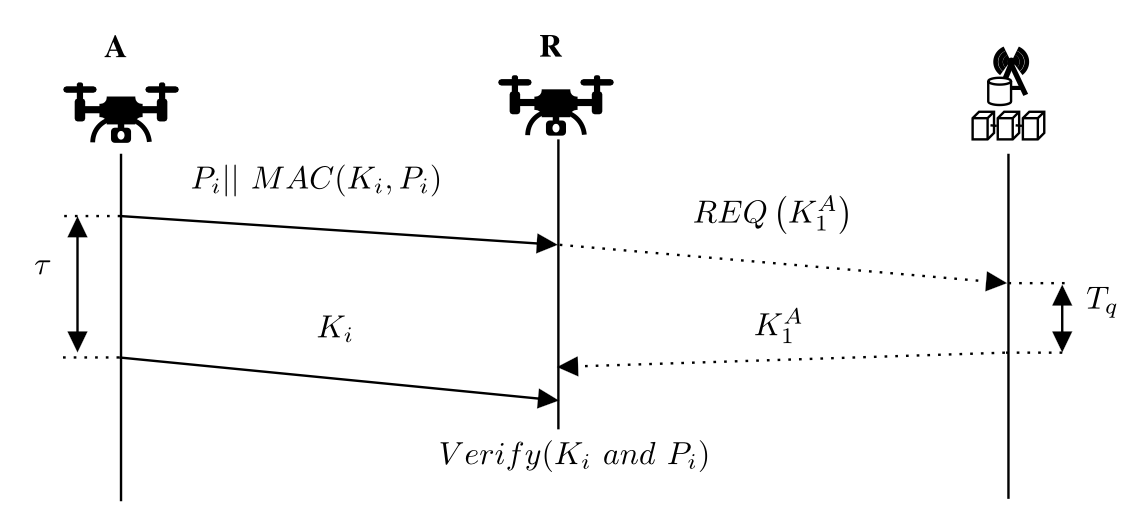 A
R
P_i|| MAC(K_i, P_i)
REQ (K_1^A)
τ
T_q
K_i
K_1^A
Verify(K_i and P_i)